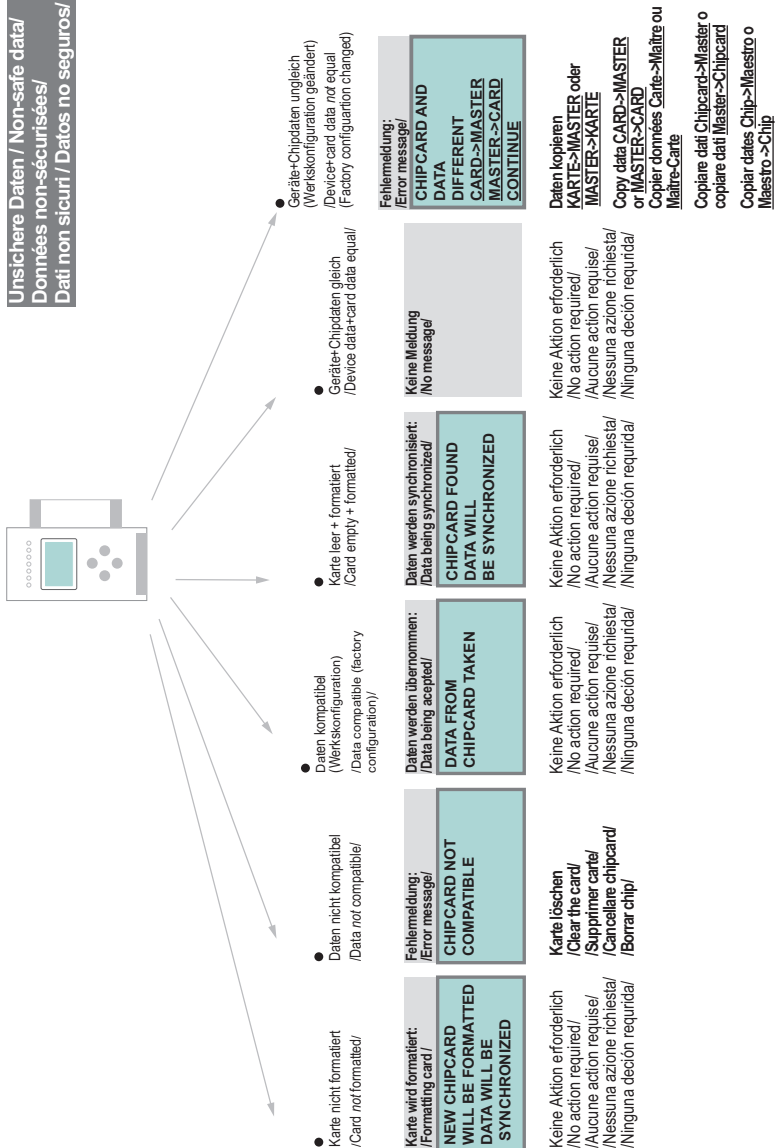 Unsichere Daten / Non-safe data/
Données non-sécurisées/
Dati non sicuri / Datos no seguros/
Karte nicht formatiert
/Card not formatted/
Karte wird formatiert:
/Formatting card /
NEW CHIPCARD
WILL BE FORMATTED
DATA WILL BE
SYNCHRONIZED
Keine Aktion erforderlich
/No action required/
/Aucune action requise/
/Nessuna azione richiesta/
/Ninguna deción requrida/
Daten nicht kompatibel
/Data not compatible/
Fehlermeldung:
/Error message/
CHIPCARD NOT
COMPATIBLE
Karte löschen
/Clear the card/
/Supprimer carte/
/Cancellare chipcard/
/Borrar chip/
Daten kompatibel
(Werkskonfiguration)
/Data compatible (factory
configuration)/
Daten werden übernommen:
/Data being acepted/
DATA FROM
CHIPCARD TAKEN
Keine Aktion erforderlich
/No action required/
/Aucune action requise/
/Nessuna azione richiesta/
/Ninguna deción requrida/
Karte leer + formatiert
/Card empty + formatted/
Daten werden synchronisiert:
/Data being synchronized/
CHIPCARD FOUND
DATA WILL
BE SYNCHRONIZED
Keine Aktion erforderlich
/No action required/
/Aucune action requise/
/Nessuna azione richiesta/
/Ninguna deción requrida/
Geräte+Chipdaten gleich
/Device data+card data equal/
Keine Meldung
/No message/
Keine Aktion erforderlich
/No action required/
/Aucune action requise/
/Nessuna azione richiesta/
/Ninguna deción requrida/
Geräte+Chipdaten ungleich
(Werkskonfiguration geändert)
/Device+card data not equal
(Factory configuartion changed)
Fehlermeldung:
/Error message/
CHIPCARD AND
DATA
DIFFERENT
CARD->MASTER
MASTER->CARD
CONTINUE
Daten kopieren
KARTE->MASTER oder
MASTER->KARTE
Copy data CARD->MASTER
or MASTER->CARD
Copier données Carte->Maître ou
Maître-Carte
Copiare dati Chipcard->Master o
copiare dati Master->Chipcard
Copiar dates Chip->Maestro o
Maestro ->Chip